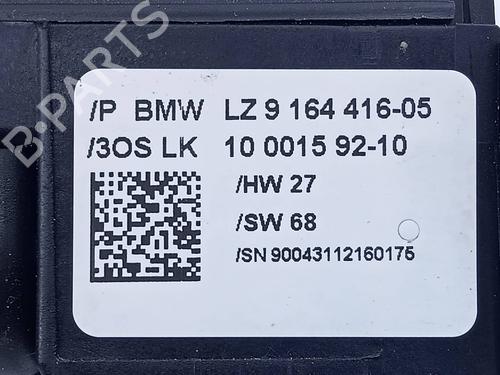 B-PARTS
/P BMW LZ 9 164 416-05
/3OS LK 10 0015 92-10
/HW 27
/SW 68
/SN 90043112160175